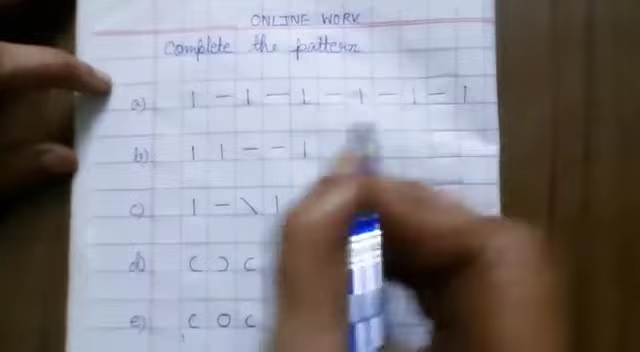 ONLINE WORK
Complete the pattern
a) | - | - | - | - | - |
b) | | - - |
c) | - \ |
d) ( ) (
e) C O C